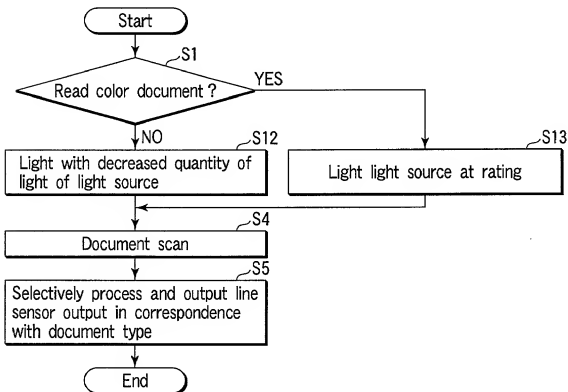 Start
S1
Read color document?
YES
NO
S12
S13
Light with decreased quantity of
light of light source
Light light source at rating
S4
Document scan
S5
Selectively process and output line
sensor output in correspondence
with document type
End